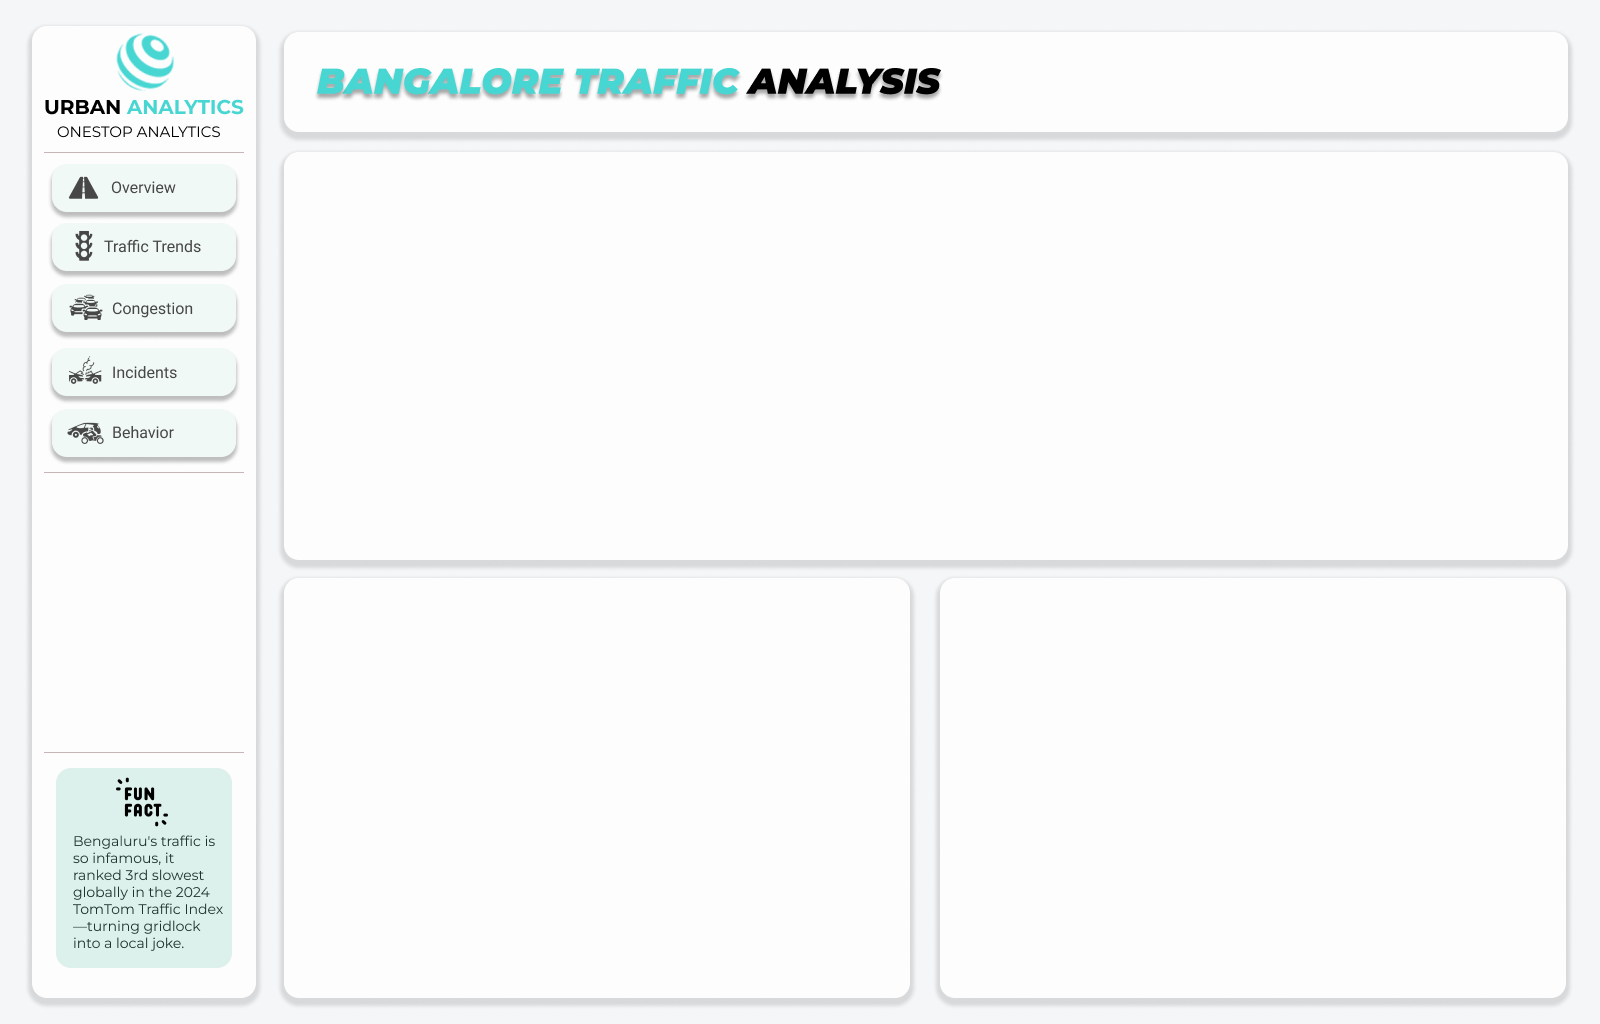 URBAN ANALYTICS
ONESTOP ANALYTICS
BANGALORE TRAFFIC ANALYSIS
Overview
Traffic Trends
Congestion
Incidents
Behavior
FUN
FACT
Bengaluru's traffic is
so infamous, it
ranked 3rd slowest
globally in the 2024
TomTom Traffic Index
—turning gridlock
into a local joke.